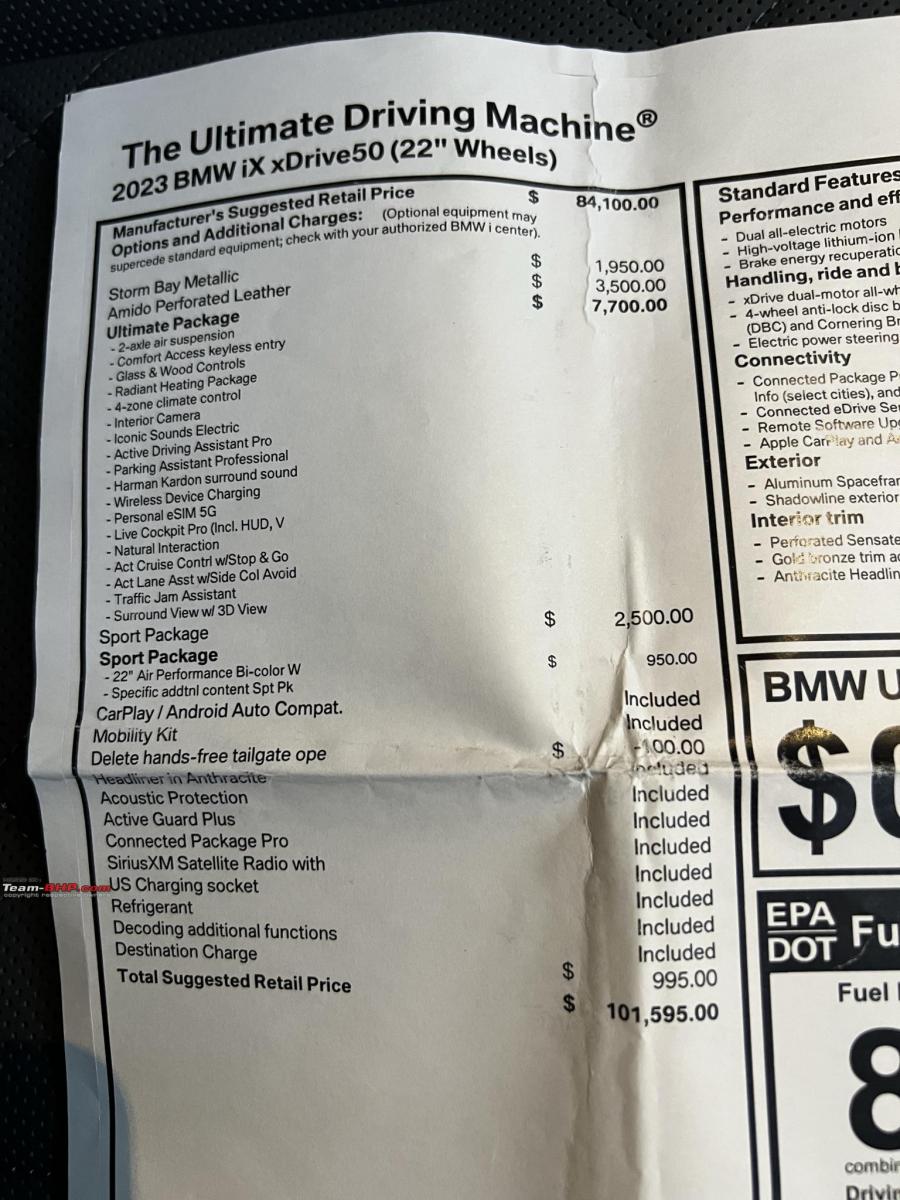 The Ultimate Driving Machine®
2023 BMW iX xDrive50 (22" Wheels)
Manufacturer's Suggested Retail Price $ 84,100.00
Options and Additional Charges: (Optional equipment may
supercede standard equipment; check with your authorized BMW i center).
Storm Bay Metallic $ 1,950.00
Amido Perforated Leather $ 3,500.00
Ultimate Package $ 7,700.00
- 2-axle air suspension
- Comfort Access keyless entry
- Glass & Wood Controls
- Radiant Heating Package
- 4-zone climate control
- Interior Camera
- Iconic Sounds Electric
- Active Driving Assistant Pro
- Parking Assistant Professional
- Harman Kardon surround sound
- Wireless Device Charging
- Personal eSIM 5G
- Live Cockpit Pro (Incl. HUD, V
- Natural Interaction
- Act Cruise Contrl w/Stop & Go
- Act Lane Asst w/Side Col Avoid
- Traffic Jam Assistant
- Surround View w/ 3D View
Sport Package $ 2,500.00
Sport Package $ 950.00
- 22" Air Performance Bi-color W
- Specific addtnl content Spt Pk
CarPlay / Android Auto Compat. Included
Mobility Kit Included
Delete hands-free tailgate ope $ -100.00
Headliner in Anthracite Included
Acoustic Protection Included
Active Guard Plus Included
Connected Package Pro Included
SiriusXM Satellite Radio with Included
US Charging socket Included
Refrigerant Included
Decoding additional functions Included
Destination Charge $ 995.00
Total Suggested Retail Price $ 101,595.00
Standard Features
Performance and eff
- Dual all-electric motors
- High-voltage lithium-ion
- Brake energy recuperatio
Handling, ride and b
- xDrive dual-motor all-wh
- 4-wheel anti-lock disc b
(DBC) and Cornering Br
- Electric power steering
Connectivity
- Connected Package P
Info (select cities), and
- Connected eDrive Ser
- Remote Software Upg
- Apple CarPlay and A
Exterior
- Aluminum Spacefra
- Shadowline exterior
Interior trim
- Perforated Sensate
- Gold bronze trim a
- Anthracite Headlin
BMW U
$0
EPA
DOT
Fu
Fuel
8
combin
Drivin
Team-BHP.com